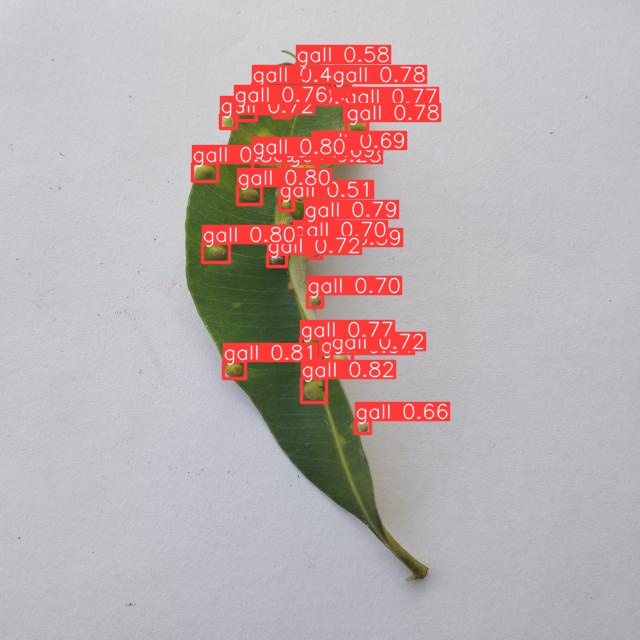 gall 0.58
gall 0.4
gall 0.78
gall 0.76
gall 0.77
gall 0.72
gall 0.78
gall 0.69
gall 0.80
gall
gall 0.80
gall 0.51
gall 0.79
gall 0.70
gall 0.80
gall 0.72
gall 0.70
gall 0.77
gall 0.72
gall 0.81
gall 0.82
gall 0.66